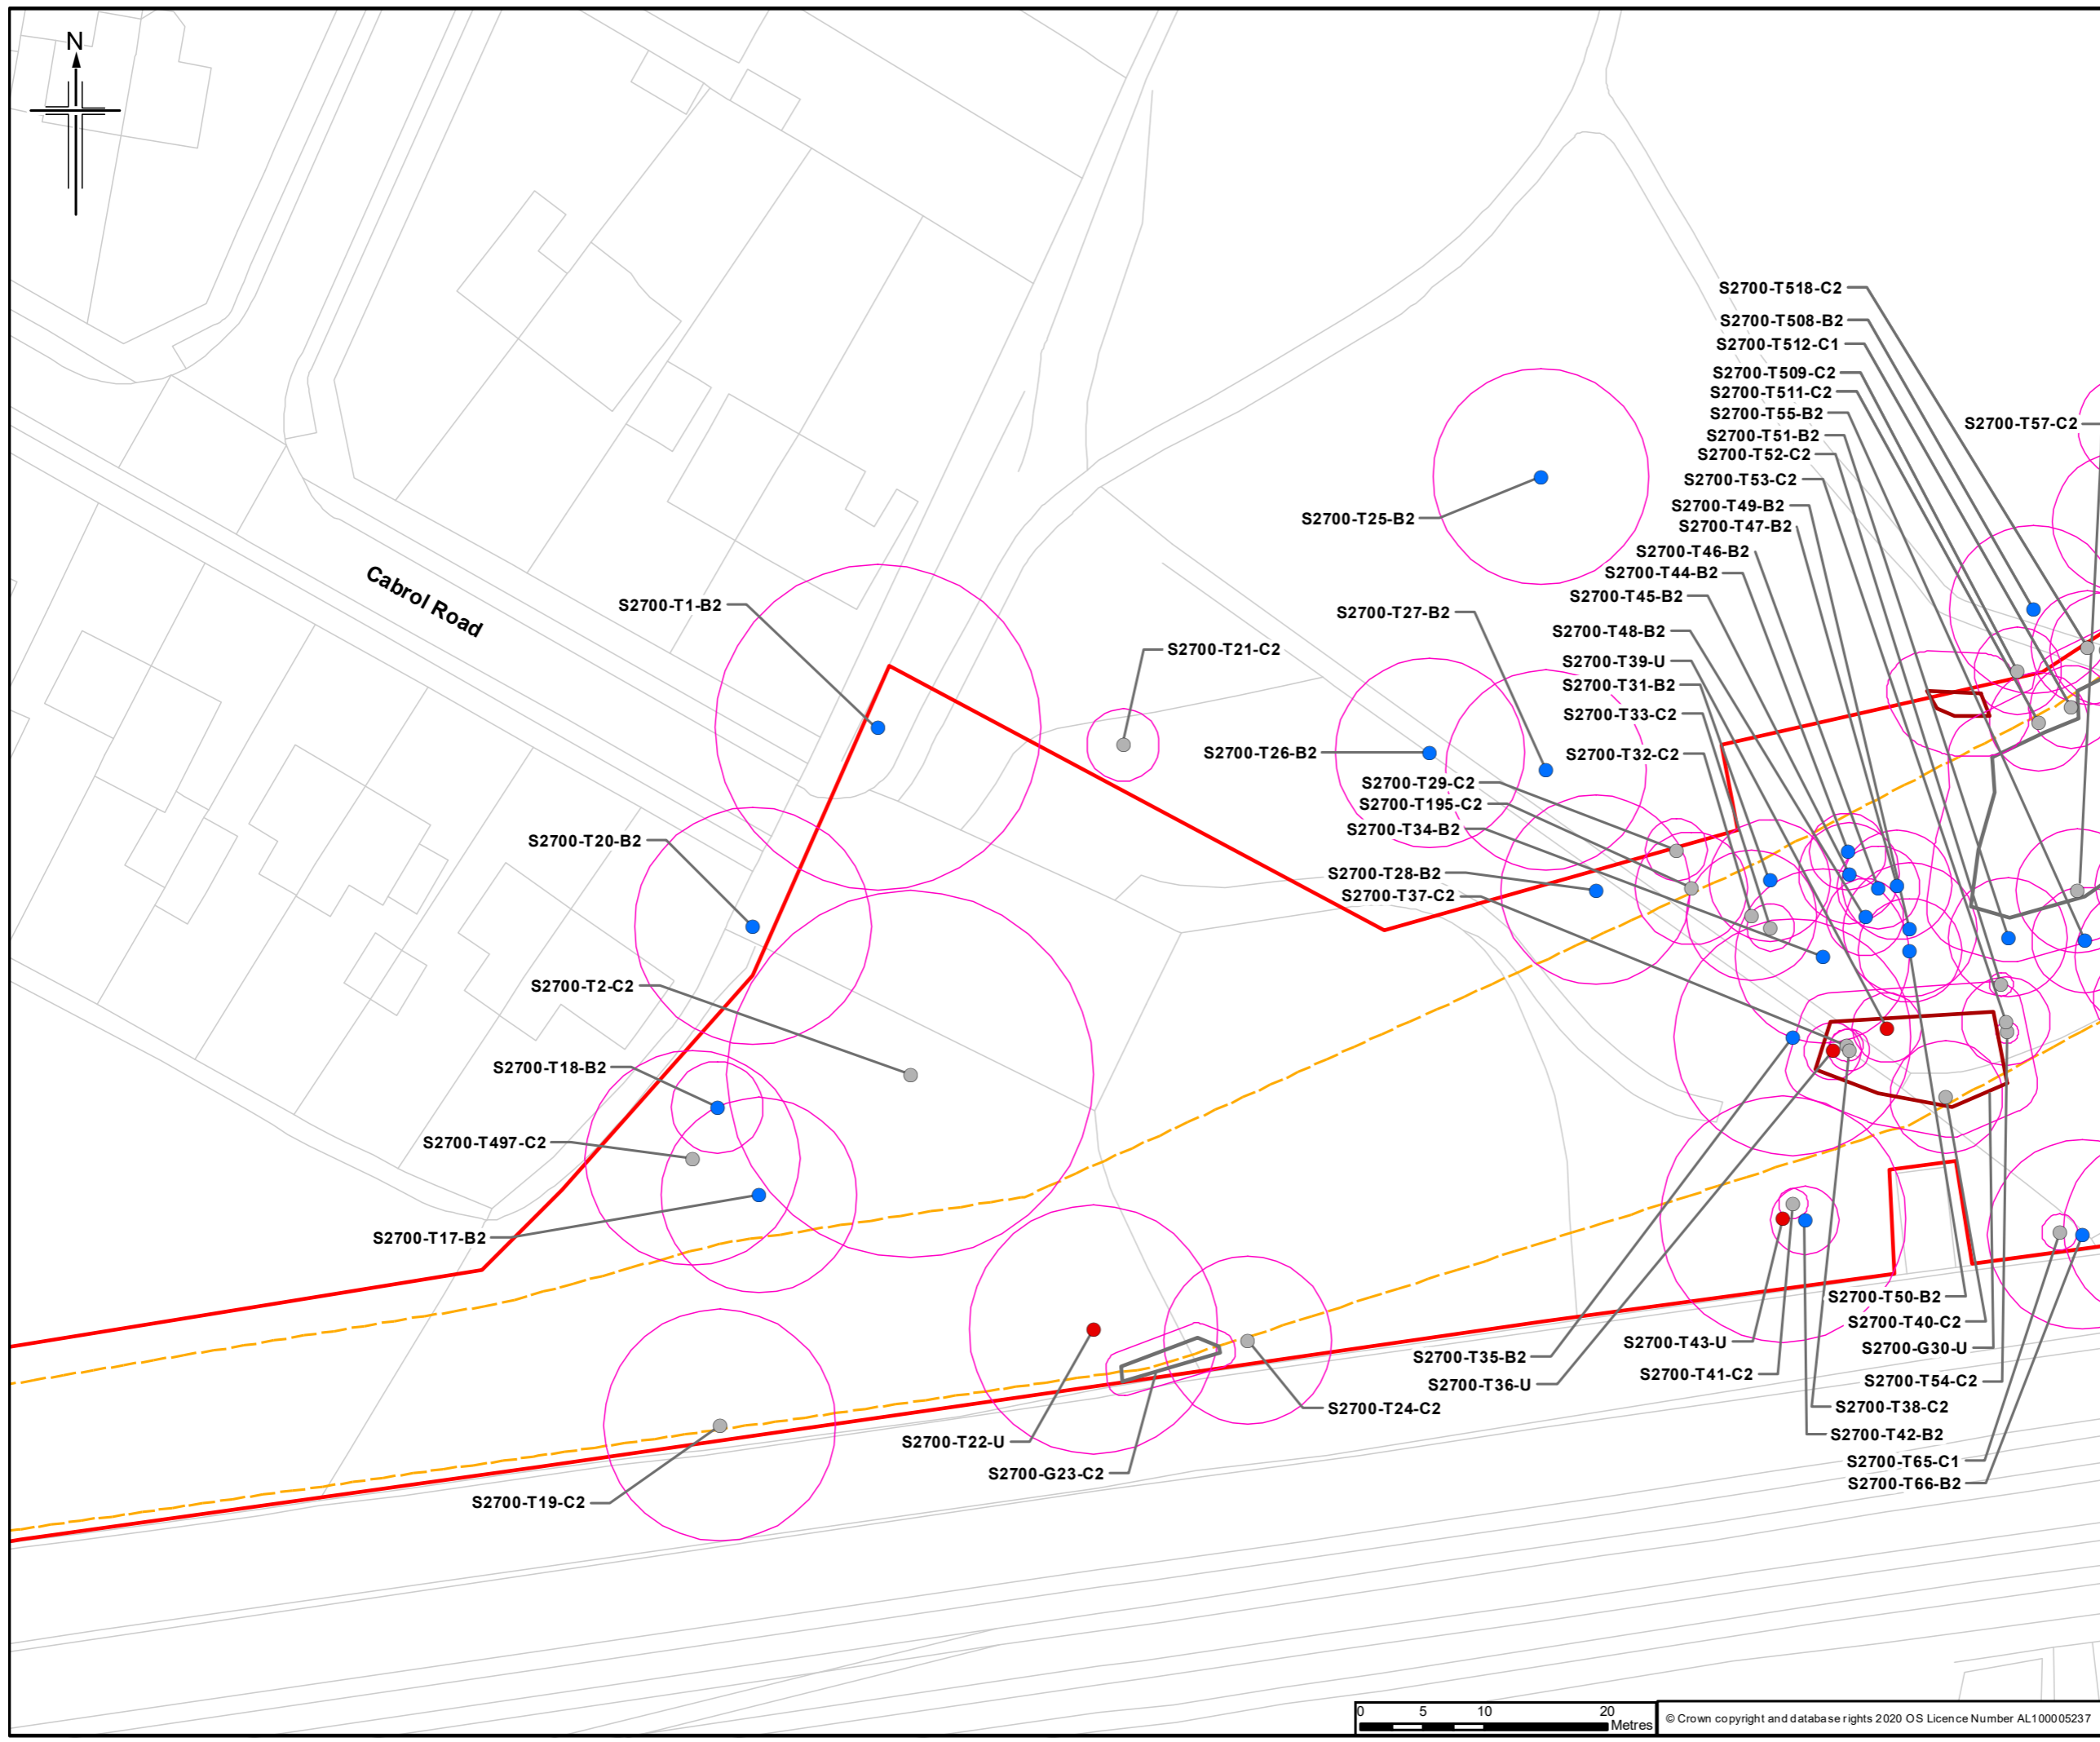 N
S2700-T518-C2
S2700-T508-B2
S2700-T512-C1
S2700-T509-C2
S2700-T511-C2
S2700-T55-B2
S2700-T57-C2
S2700-T51-B2
S2700-T52-C2
S2700-T53-C2
S2700-T49-B2
S2700-T25-B2
S2700-T47-B2
S2700-T46-B2
S2700-T44-B2
Cabrol Road
S2700-T45-B2
S2700-T1-B2
S2700-T27-B2
S2700-T48-B2
S2700-T21-C2
S2700-T39-U
S2700-T31-B2
S2700-T33-C2
S2700-T26-B2
S2700-T32-C2
S2700-T29-C2
S2700-T195-C2
S2700-T34-B2
S2700-T20-B2
S2700-T28-B2
S2700-T37-C2
S2700-T2-C2
S2700-T18-B2
S2700-T497-C2
S2700-T17-B2
S2700-T50-B2
S2700-T40-C2
S2700-T43-U
S2700-G30-U
S2700-T35-B2
S2700-T41-C2
S2700-T54-C2
S2700-T36-U
S2700-T24-C2
S2700-T38-C2
S2700-T42-B2
S2700-T22-U
S2700-T65-C1
S2700-G23-C2
S2700-T66-B2
S2700-T19-C2
0 5 10 20
Metres
© Crown copyright and database rights 2020 OS Licence Number AL100005237